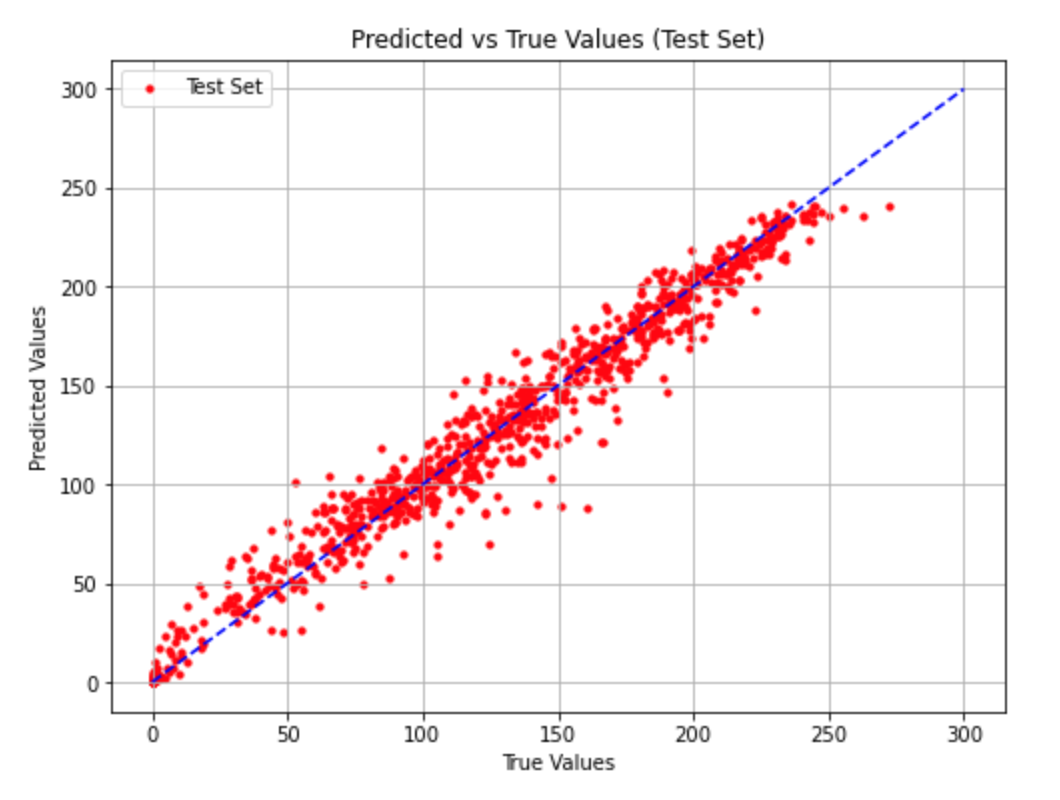 Predicted vs True Values (Test Set)
Test Set
300
250
200
150
100
50
0
Predicted Values
0 50 100 150 200 250 300
True Values